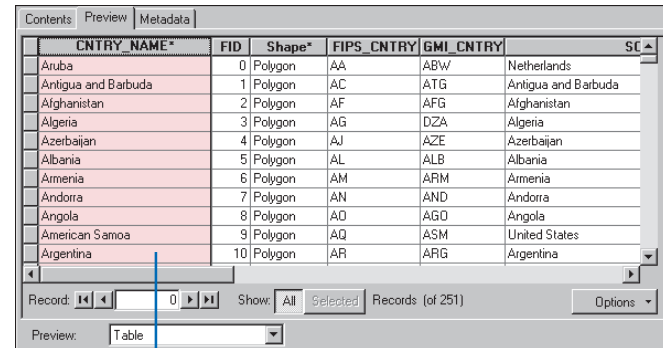 Contents Preview Metadata
CNTRY_NAME* FID Shape* FIPS_CNTRY GMI_CNTRY SC
Aruba 0 Polygon AA ABW Netherlands
Antigua and Barbuda 1 Polygon AC ATG Antigua and Barbuda
Afghanistan 2 Polygon AF AFG Afghanistan
Algeria 3 Polygon AG DZA Algeria
Azerbaijan 4 Polygon AJ AZE Azerbaijan
Albania 5 Polygon AL ALB Albania
Armenia 6 Polygon AM ARM Armenia
Andorra 7 Polygon AN AND Andorra
Angola 8 Polygon AO AGO Angola
American Samoa 9 Polygon AQ ASM United States
Argentina 10 Polygon AR ARG Argentina
Record: 0 Show: All Selected Records (of 251) Options
Preview: Table